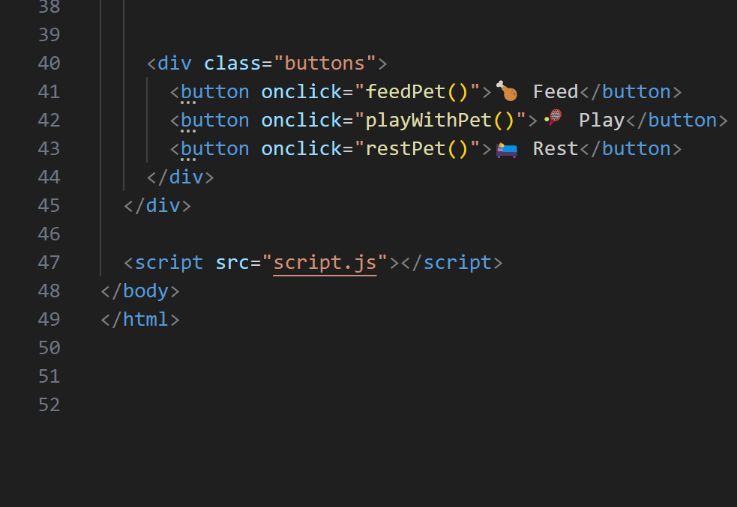 38
39
40 <div class="buttons">
41 <button onclick="feedPet()">🍗 Feed</button>
42 <button onclick="playWithPet()">🎾 Play</button>
43 <button onclick="restPet()">🛌 Rest</button>
44 </div>
45 </div>
46
47 <script src="script.js"></script>
48 </body>
49 </html>
50
51
52